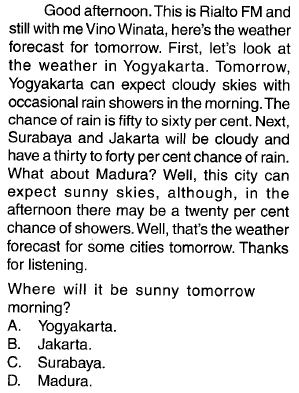 Good afternoon. This is Rialto FM and
still with me Vino Winata, here's the weather
forecast for tomorrow. First, let's look at
the weather in Yogyakarta. Tomorrow,
Yogyakarta can expect cloudy skies with
occasional rain showers in the morning. The
chance of rain is fifty to sixty per cent. Next,
Surabaya and Jakarta will be cloudy and
have a thirty to forty per cent chance of rain.
What about Madura? Well, this city can
expect sunny skies, although, in the
afternoon there may be a twenty per cent
chance of showers. Well, that's the weather
forecast for some cities tomorrow. Thanks
for listening.
Where will it be sunny tomorrow
morning?
A. Yogyakarta.
B. Jakarta.
C. Surabaya.
D. Madura.